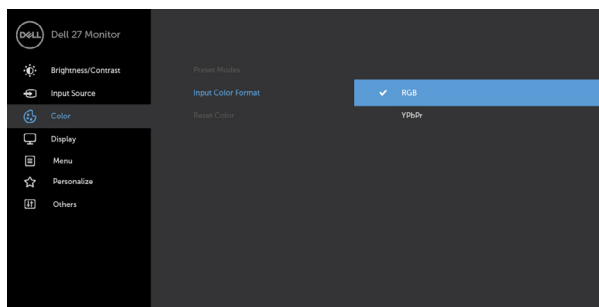 DELL Dell 27 Monitor
Brightness/Contrast
Input Source
Color
Display
Menu
Personalize
Others
Preset Modes
Input Color Format
Reset Color
RGB
YPbPr